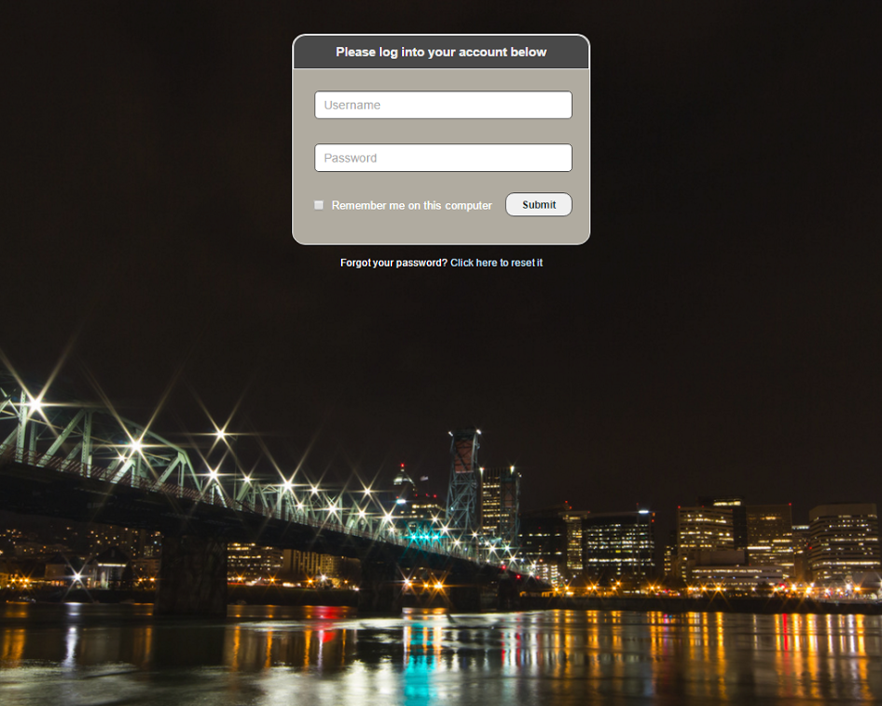 Please log into your account below
Username
Password
Remember me on this computer Submit
Forgot your password? Click here to reset it